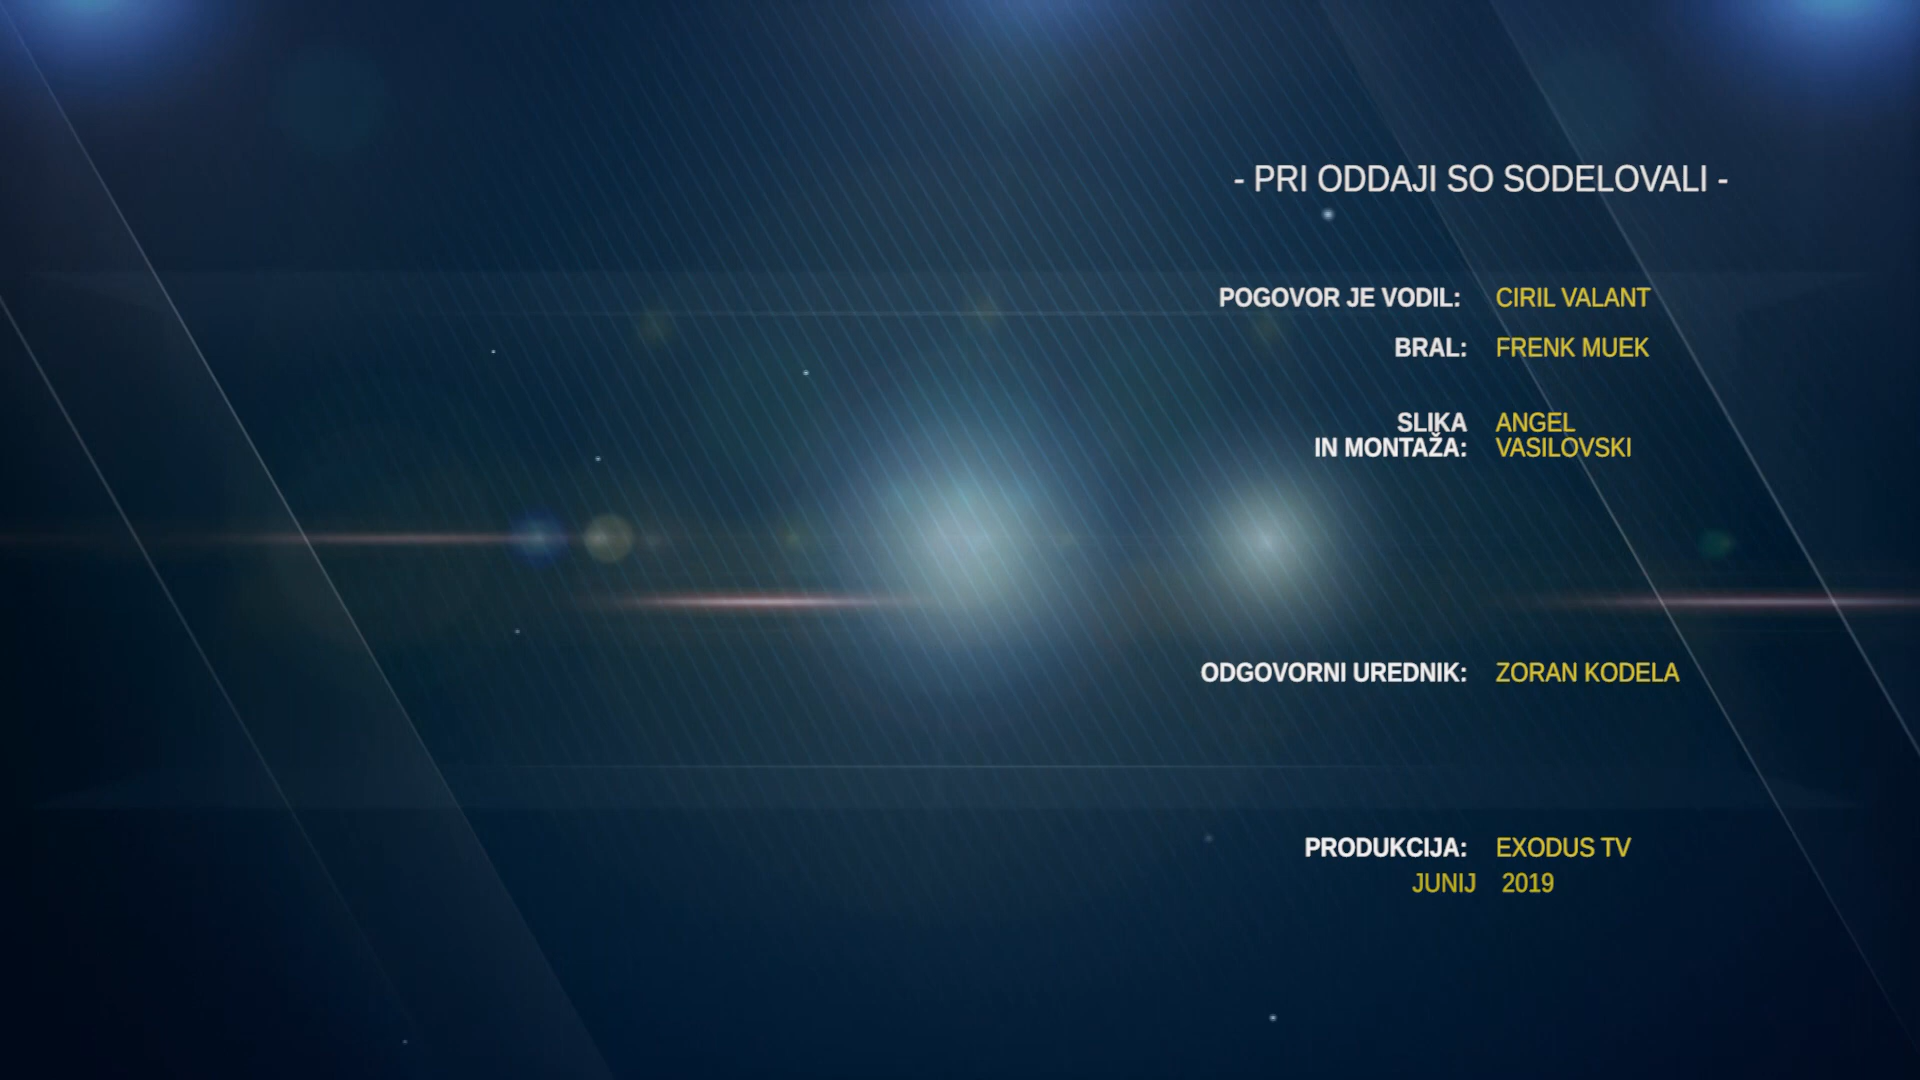 - PRI ODDAJI SO SODELOVALI -
POGOVOR JE VODIL: CIRIL VALANT
BRAL: FRENK MUEK
SLIKA ANGEL
IN MONTAŽA: VASILOVSKI
ODGOVORNI UREDNIK: ZORAN KODELA
PRODUKCIJA: EXODUS TV
JUNIJ 2019